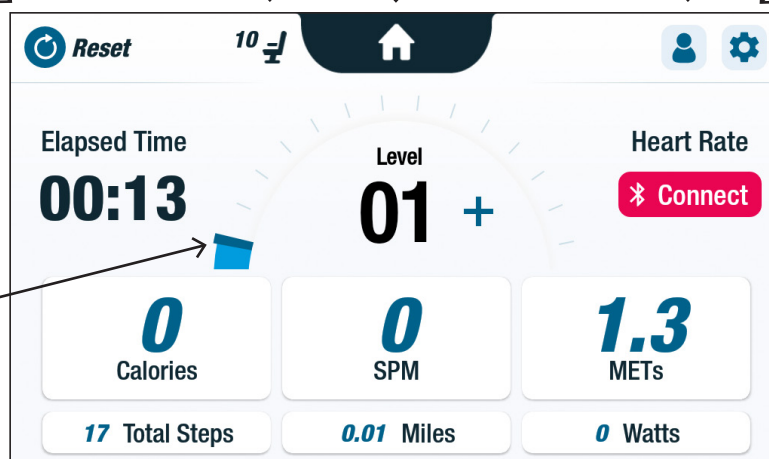 Reset 10
Elapsed Time Level Heart Rate
00:13 01 + Connect
0 0 1.3
Calories SPM METs
17 Total Steps 0.01 Miles 0 Watts